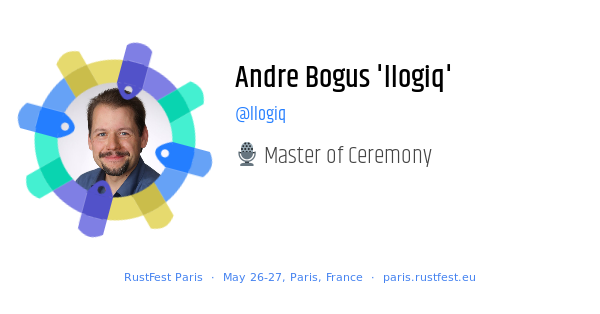 Andre Bogus 'llogiq'
@llogiq
Master of Ceremony
RustFest Paris · May 26-27, Paris, France · paris.rustfest.eu